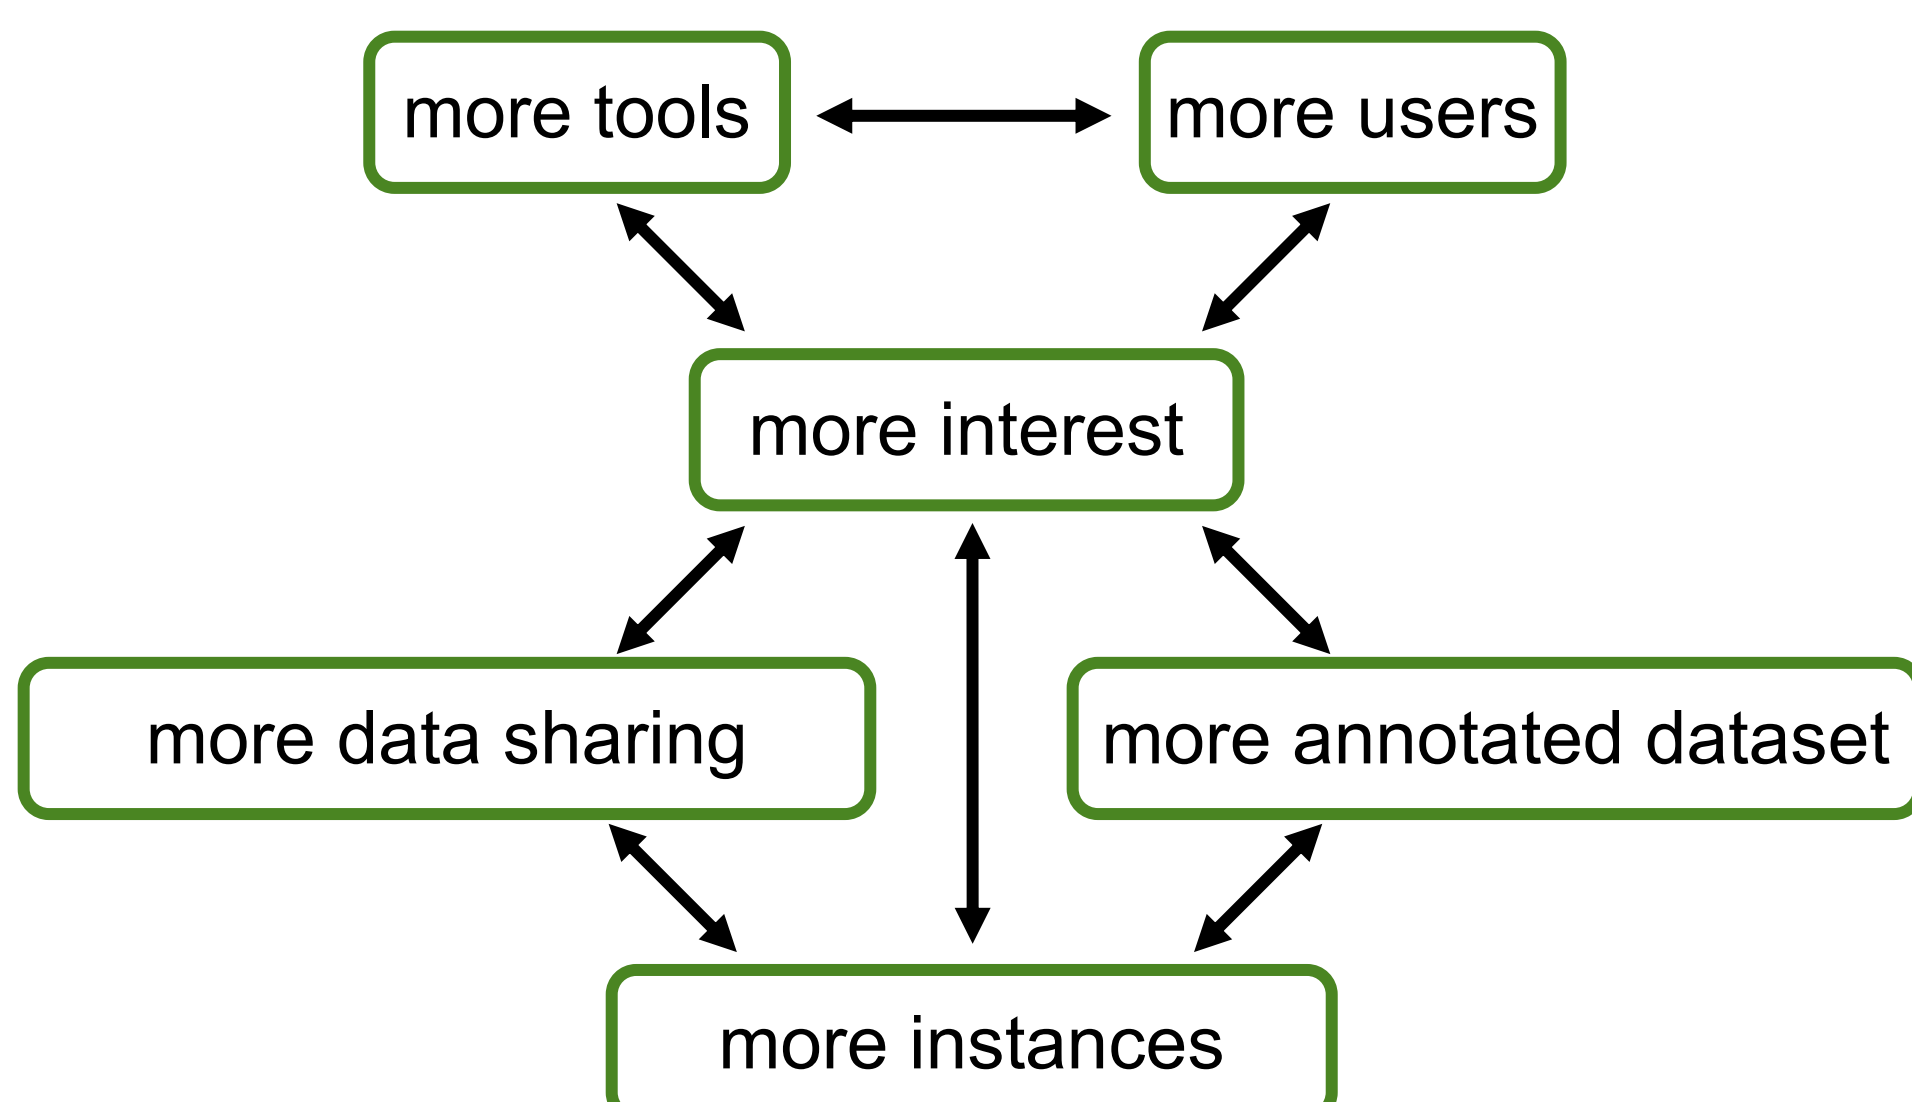 more tools
more users
more interest
more data sharing
more annotated dataset
more instances